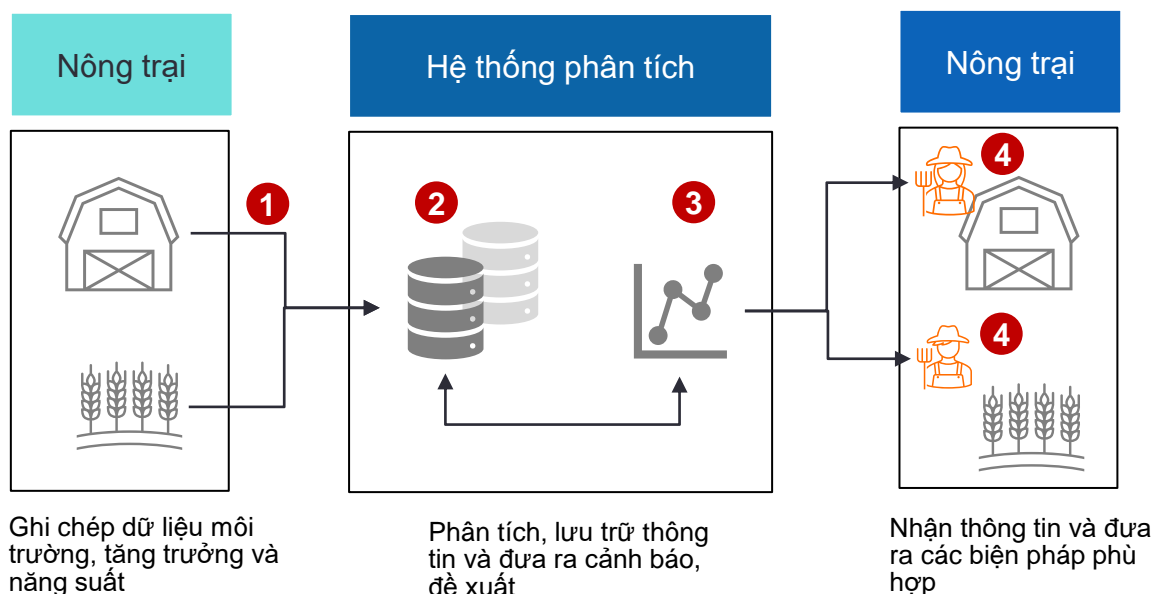 Nông trại
Hệ thống phân tích
Nông trại
1
2
3
4
4
Ghi chép dữ liệu môi
trường, tăng trưởng và
năng suất
Phân tích, lưu trữ thông
tin và đưa ra cảnh báo,
đề xuất
Nhận thông tin và đưa
ra các biện pháp phù
hợp